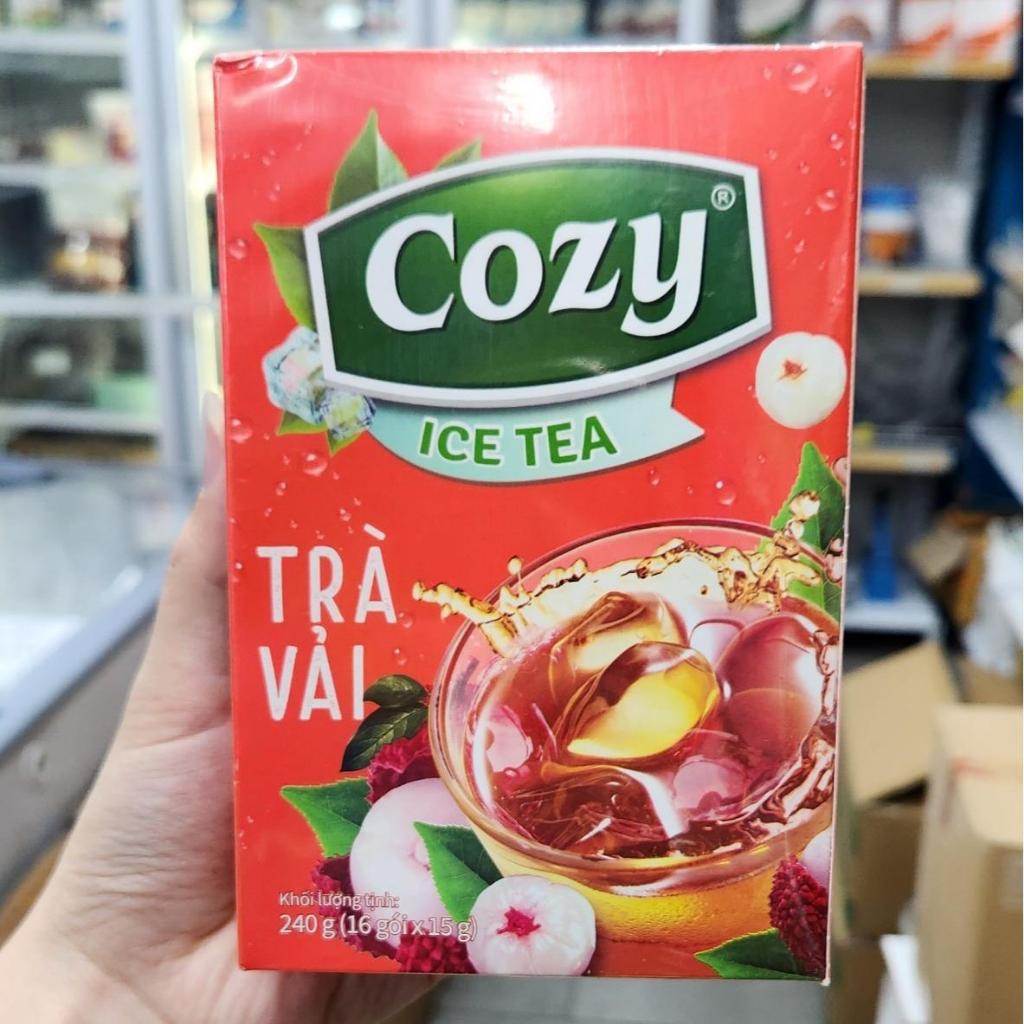 Cozy®
ICE TEA
TRÀ
VẢI
Khối lượng tịnh:
240 g (16 gói x 15 g)